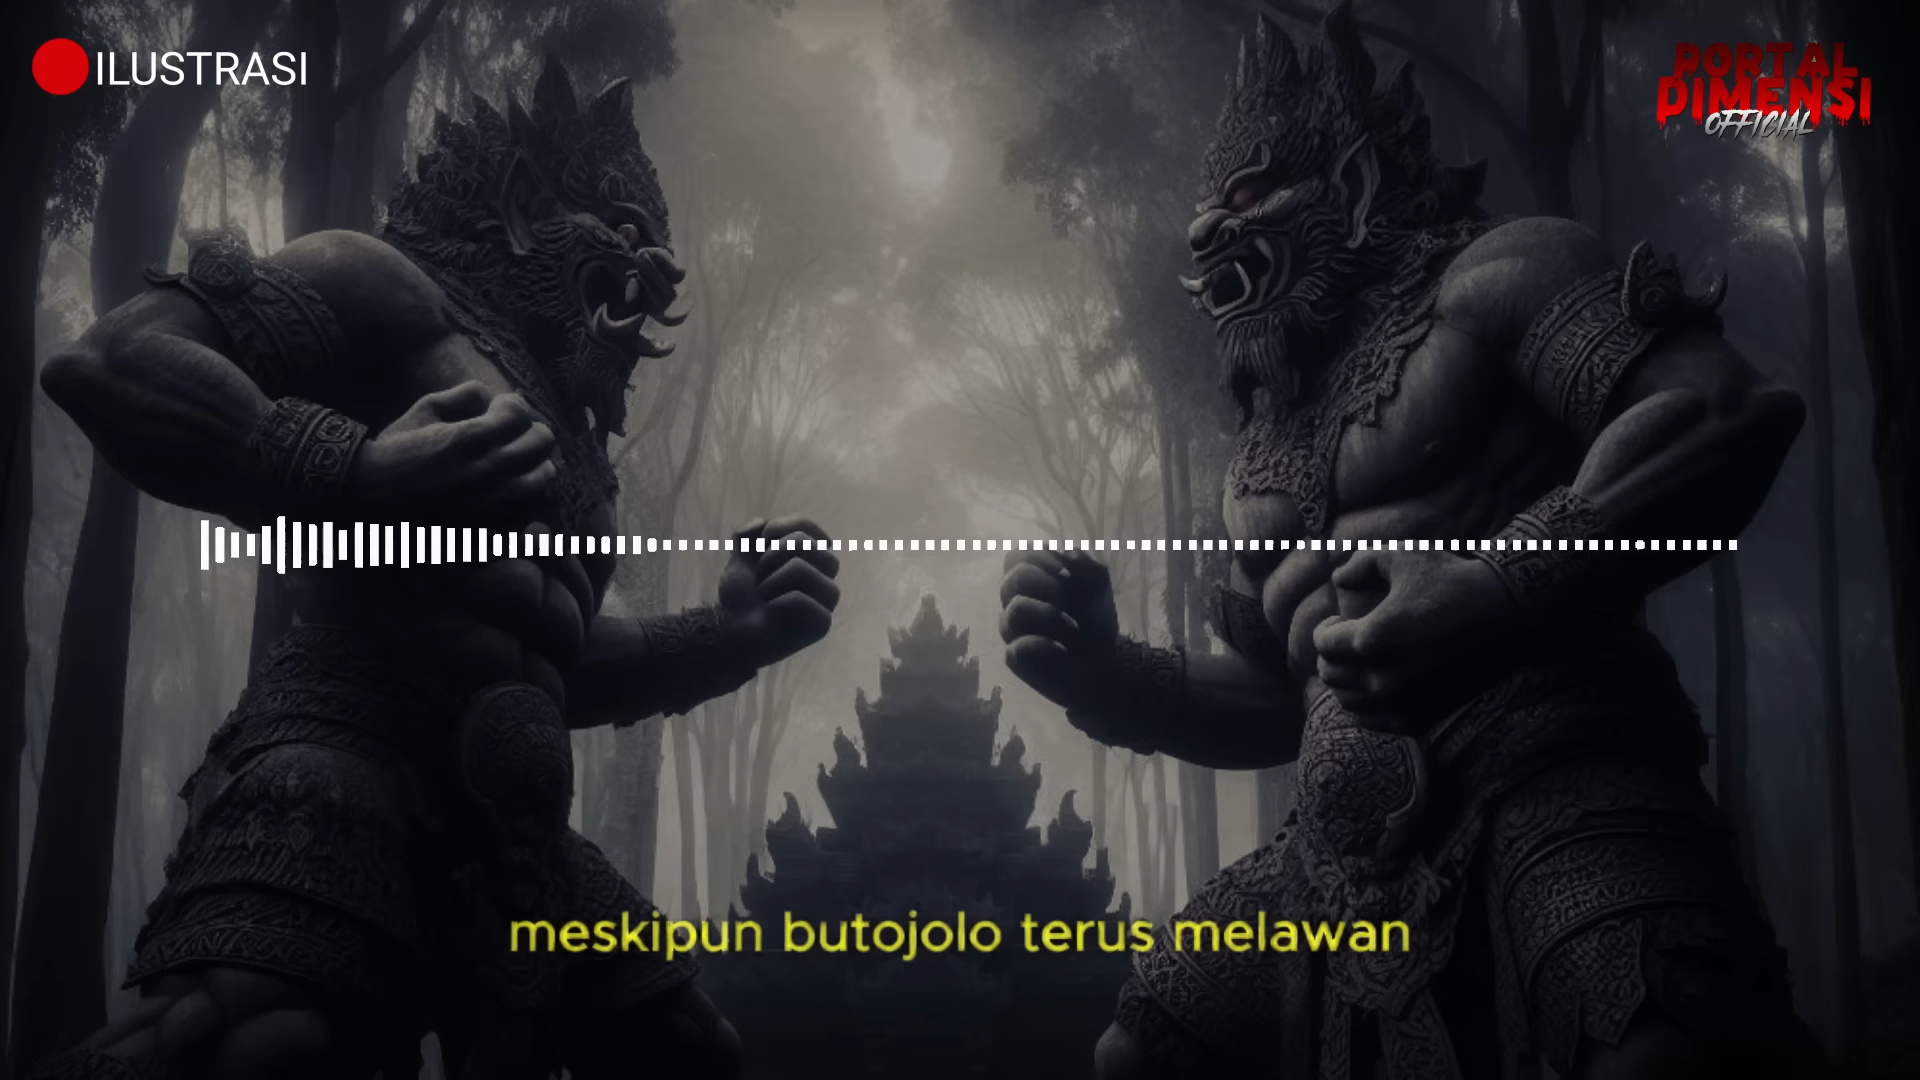 ILUSTRASI
PORTAL
DIMENSI
OFFICIAL
meskipun butojolo terus melawan